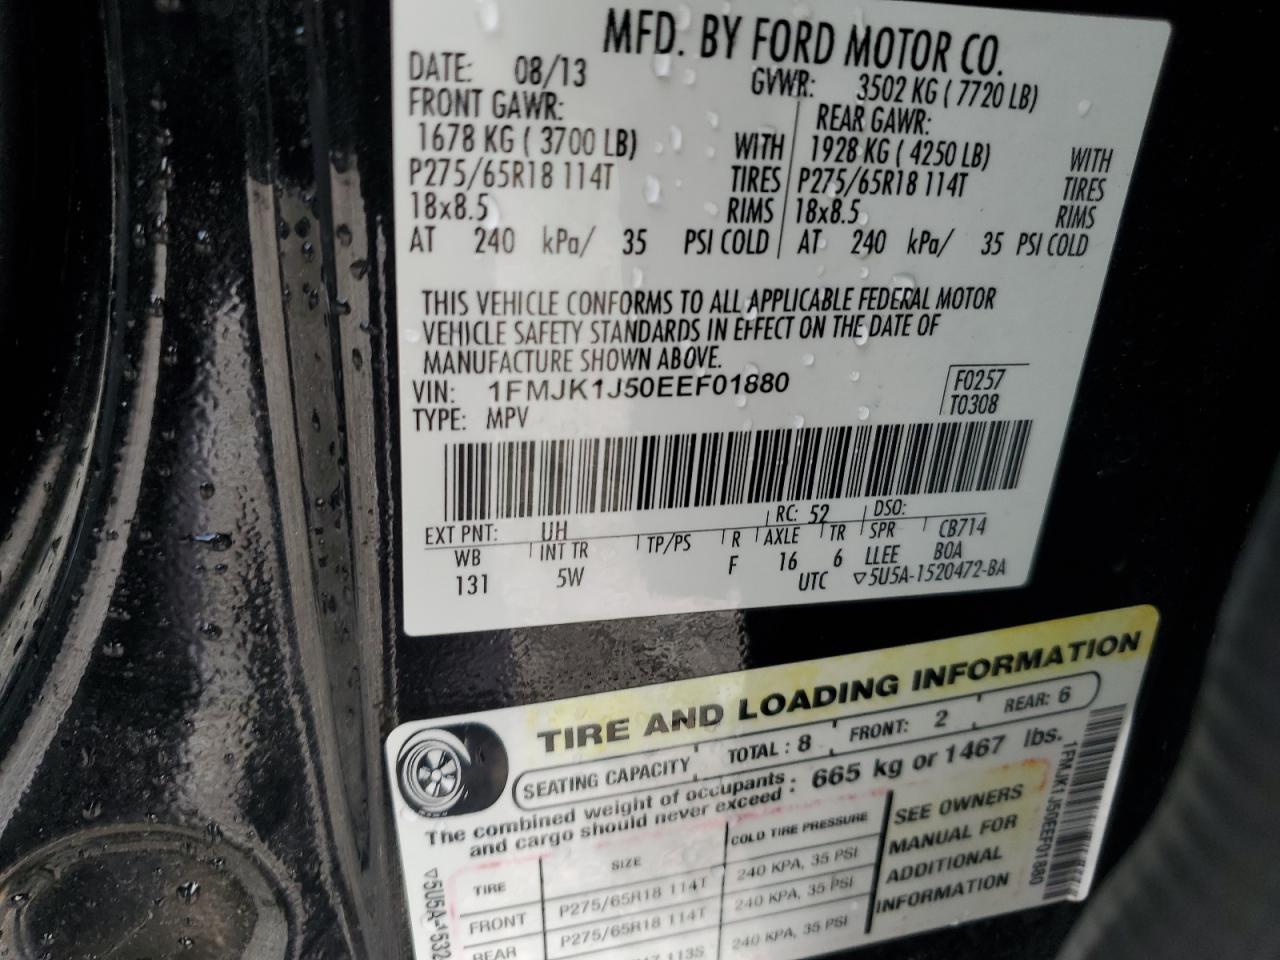 MFD. BY FORD MOTOR CO.
DATE: 08/13 GVWR: 3502 KG ( 7720 LB)
FRONT GAWR: REAR GAWR:
1678 KG ( 3700 LB) WITH 1928 KG ( 4250 LB) WITH
P275/65R18 114T TIRES P275/65R18 114T TIRES
18x8.5 RIMS 18x8.5 RIMS
AT 240 kPa/ 35 PSI COLD AT 240 kPa/ 35 PSI COLD
THIS VEHICLE CONFORMS TO ALL APPLICABLE FEDERAL MOTOR
VEHICLE SAFETY STANDARDS IN EFFECT ON THE DATE OF
MANUFACTURE SHOWN ABOVE.
VIN: 1FMJK1J50EEF01880 F0257
TYPE: MPV T0308
EXT PNT: UH RC: 52 DSO:
WB INT TR TP/PS R AXLE TR SPR CB714
131 5W F 16 6 LLEE BOA
UTC ▽5U5A-1520472-BA
TIRE AND LOADING INFORMATION
SEATING CAPACITY TOTAL : 8 FRONT: 2 REAR: 6
The combined weight of occupants
and cargo should never exceed : 665 kg or 1467 lbs.
TIRE SIZE COLD TIRE PRESSURE
FRONT P275/65R18 114T 240 KPA, 35 PSI
REAR P275/65R18 114T 240 KPA, 35 PSI
113S 240 KPA, 35 PSI
SEE OWNERS
MANUAL FOR
ADDITIONAL
INFORMATION
1FMJK1J50EEF01880
▽5U5A-1532